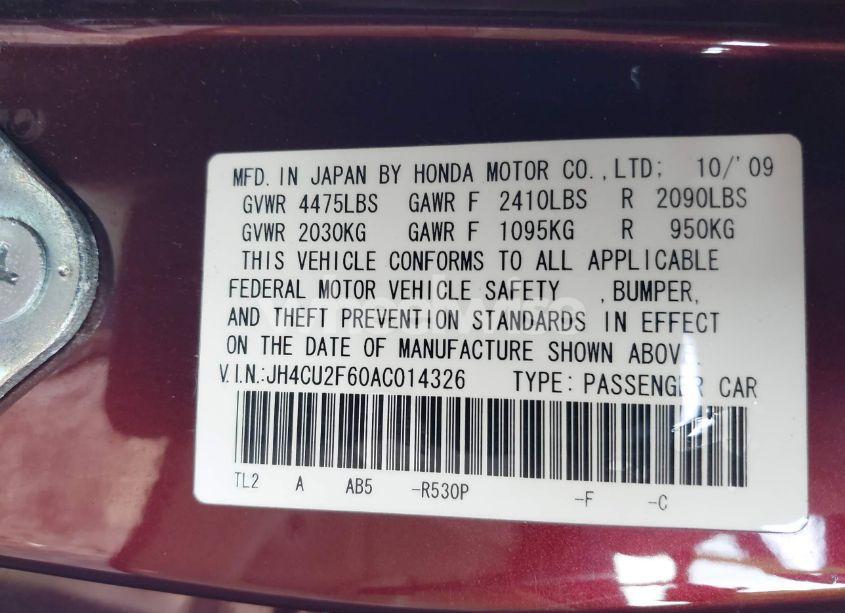 MFD. IN JAPAN BY HONDA MOTOR CO.,LTD; 10/'09
GVWR 4475LBS GAWR F 2410LBS R 2090LBS
GVWR 2030KG GAWR F 1095KG R 950KG
THIS VEHICLE CONFORMS TO ALL APPLICABLE
FEDERAL MOTOR VEHICLE SAFETY ,BUMPER,
AND THEFT PREVENTION STANDARDS IN EFFECT
ON THE DATE OF MANUFACTURE SHOWN ABOVE.
V.I.N.:JH4CU2F60AC014326 TYPE: PASSENGER CAR
TL2 A AB5 -R530P -F -C